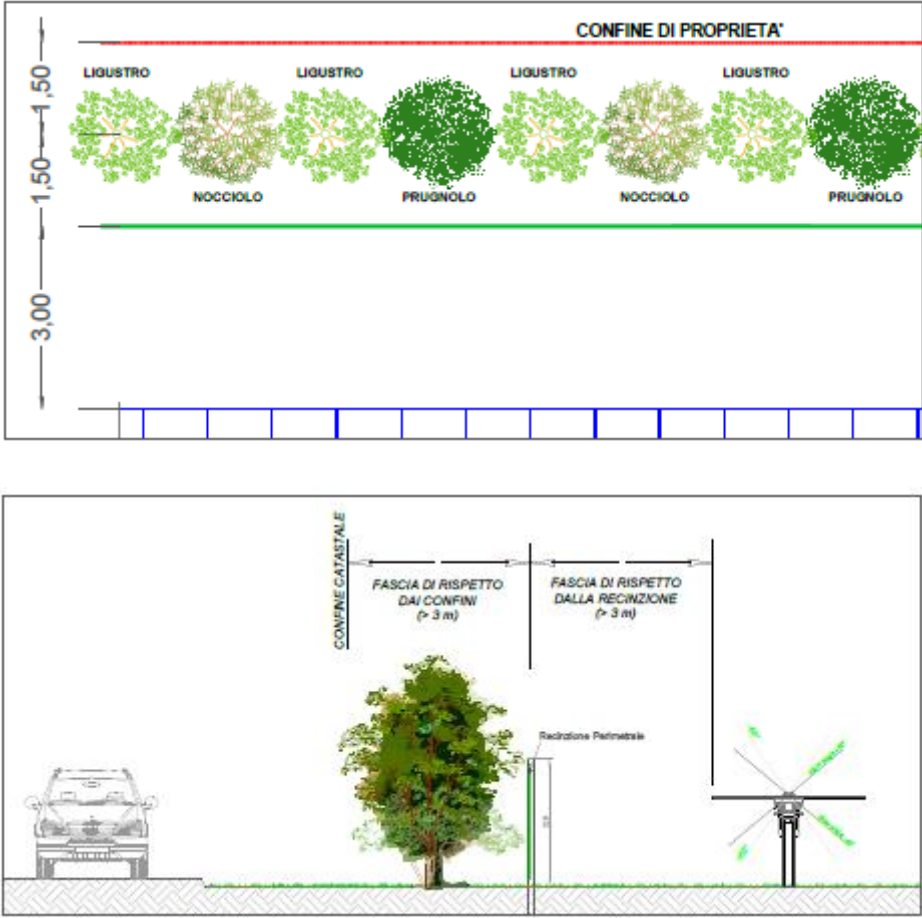 CONFINE DI PROPRIETA'
LIGUSTRO LIGUSTRO LIGUSTRO LIGUSTRO
1,50
1,50
NOCCIOLO PRUGNOLO NOCCIOLO PRUGNOLO
3,00
CONFINE CATASTALE
FASCIA DI RISPETTO
DAI CONFINI
(> 3 m)
FASCIA DI RISPETTO
DALLA RECINZIONE
(> 3 m)
Recinzione Perimetrale